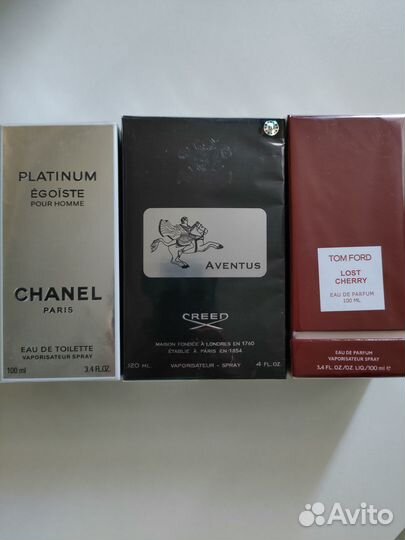 PLATINUM
ÉGOÏSTE
POUR HOMME
CHANEL
PARIS
EAU DE TOILETTE
VAPORISATEUR SPRAY
100 ml 3.4 FL.OZ.
AVENTUS
CREED
MAISON FONDÉE À LONDRES EN 1760
ÉTABLIE À PARIS EN 1854
120 ML. VAPORISATEUR - SPRAY 4 FL. OZ.
TOM FORD
LOST
CHERRY
EAU DE PARFUM
100 ML
EAU DE PARFUM
VAPORISATEUR SPRAY
3.4 FL.OZ./OZ. LIQ./100 ml e
Avito